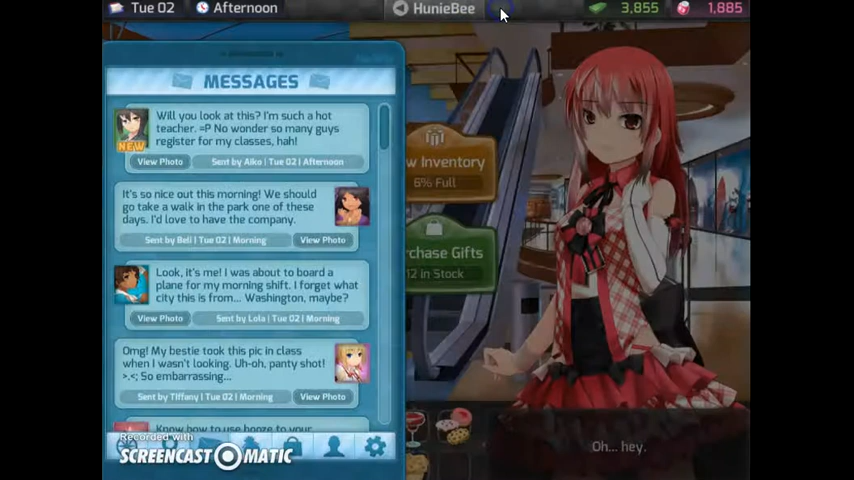 Tue 02
Afternoon
HunieBee
3,855
1,885
MESSAGES
Will you look at this? I'm such a hot
teacher. =P No wonder so many guys
register for my classes, hah!
NEW
View Photo
Sent by Aiko | Tue 02 | Afternoon
It's so nice out this morning! We should
go take a walk in the park one of these
days. I'd love to have the company.
Sent by Beli | Tue 02 | Morning
View Photo
Look, it's me! I was about to board a
plane for my morning shift. I forget what
city this is from... Washington, maybe?
View Photo
Sent by Lola | Tue 02 | Morning
Omg! My bestie took this pic in class
when I wasn't looking. Uh-oh, panty shot!
>.<; So embarrassing...
Sent by Tiffany | Tue 02 | Morning
View Photo
Know how to use booze to your
w Inventory
6% Full
rchase Gifts
12 in Stock
Oh... hey.
Recorded with
SCREENCAST-O-MATIC